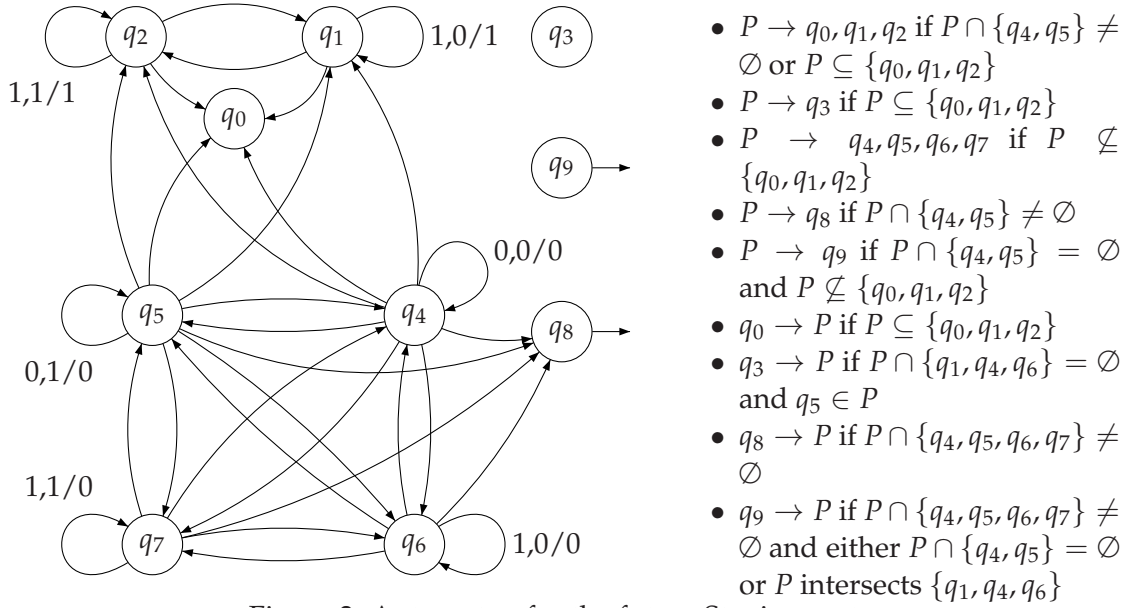 q2
q1
1,0/1
q3
1,1/1
q0
q9
0,0/0
q5
q4
q8
0,1/0
1,1/0
q7
q6
1,0/0
• P → q0, q1, q2 if P ∩ {q4, q5} ≠
∅ or P ⊆ {q0, q1, q2}
• P → q3 if P ⊆ {q0, q1, q2}
• P → q4, q5, q6, q7 if P ⊈
{q0, q1, q2}
• P → q8 if P ∩ {q4, q5} ≠ ∅
• P → q9 if P ∩ {q4, q5} = ∅
and P ⊈ {q0, q1, q2}
• q0 → P if P ⊆ {q0, q1, q2}
• q3 → P if P ∩ {q1, q4, q6} = ∅
and q5 ∈ P
• q8 → P if P ∩ {q4, q5, q6, q7} ≠
∅
• q9 → P if P ∩ {q4, q5, q6, q7} ≠
∅ and either P ∩ {q4, q5} = ∅
or P intersects {q1, q4, q6}